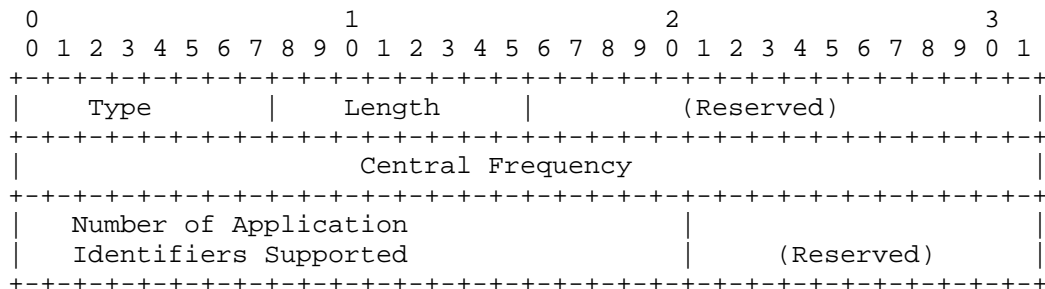 0                   1                   2                   3
 0 1 2 3 4 5 6 7 8 9 0 1 2 3 4 5 6 7 8 9 0 1 2 3 4 5 6 7 8 9 0 1
+-+-+-+-+-+-+-+-+-+-+-+-+-+-+-+-+-+-+-+-+-+-+-+-+-+-+-+-+-+-+-+-+
|    Type       |    Length     |         (Reserved)            |
+-+-+-+-+-+-+-+-+-+-+-+-+-+-+-+-+-+-+-+-+-+-+-+-+-+-+-+-+-+-+-+-+
|                     Central Frequency                         |
+-+-+-+-+-+-+-+-+-+-+-+-+-+-+-+-+-+-+-+-+-+-+-+-+-+-+-+-+-+-+-+-+
|   Number of Application                 |                     |
|   Identifiers Supported                 |     (Reserved)      |
+-+-+-+-+-+-+-+-+-+-+-+-+-+-+-+-+-+-+-+-+-+-+-+-+-+-+-+-+-+-+-+-+